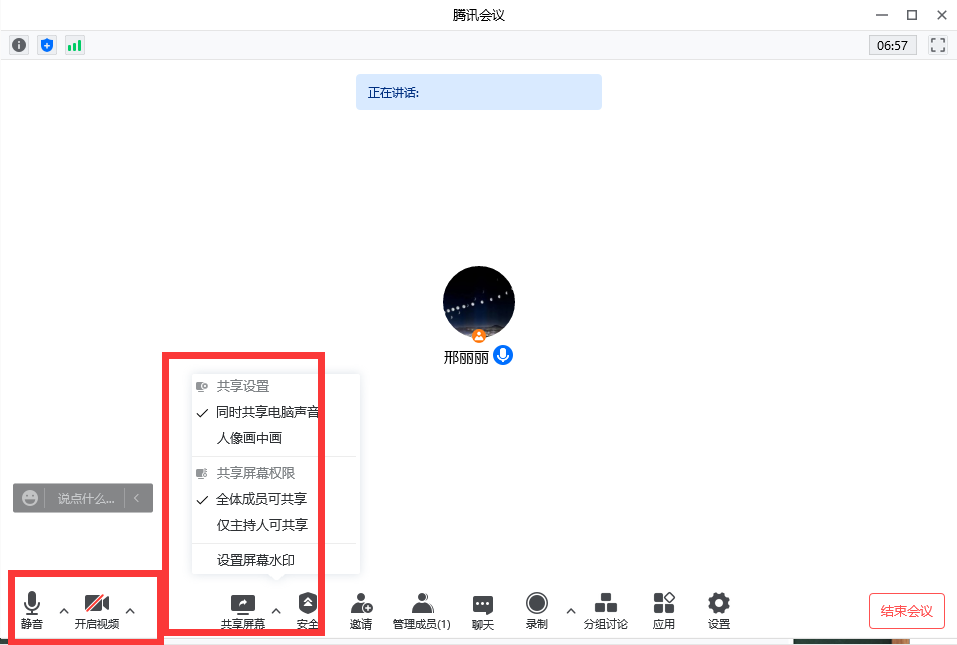 腾讯会议
06:57
正在讲话:
邢丽丽
共享设置
同时共享电脑声音
人像画中画
共享屏幕权限
全体成员可共享
仅主持人可共享
设置屏幕水印
说点什么...
静音
开启视频
共享屏幕
安全
邀请
管理成员(1)
聊天
录制
分组讨论
应用
设置
结束会议